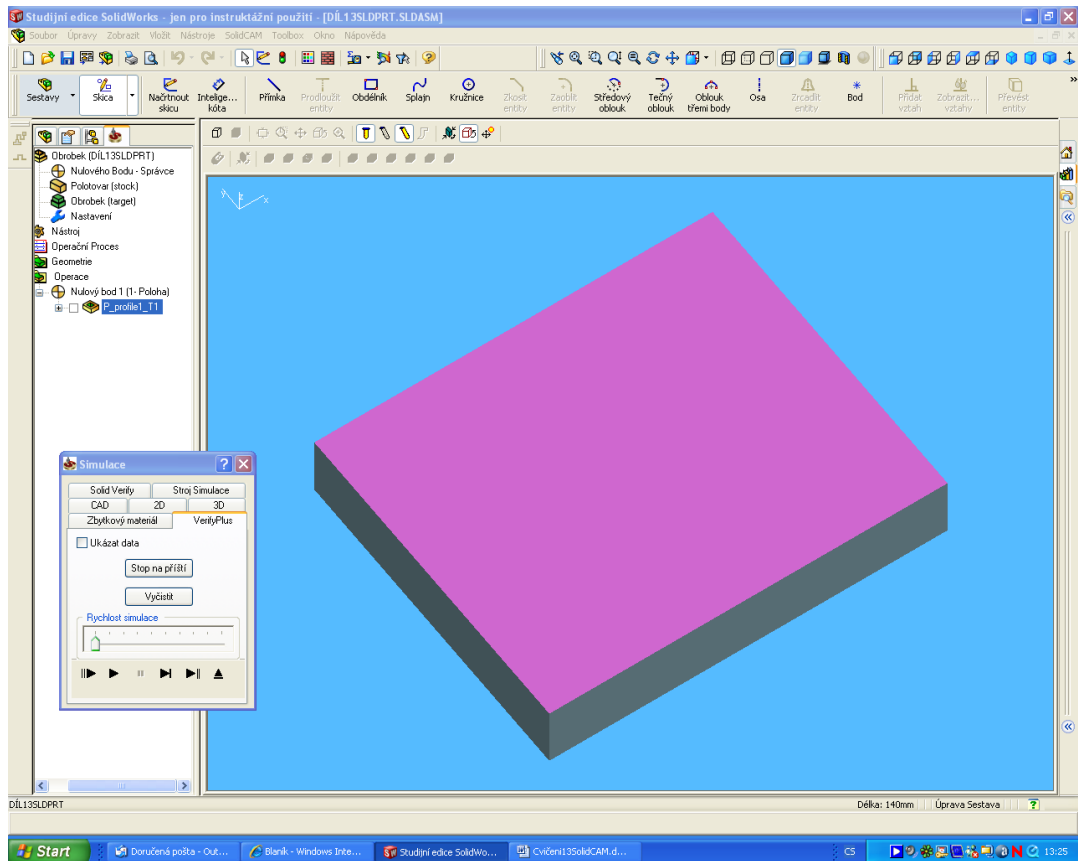 Studijní edice SolidWorks - jen pro instruktážní použití - [DÍL13SLDPRT.SLDASM]
Soubor Úpravy Zobrazit Vložit Nástroje SolidCAM Toolbox Okno Nápověda
Sestavy Skica Načrtnout skicu Intelige... kóta Přímka Prodloužit entity Obdélník Splajn Kružnice Zkosit entity Zaoblit entity Středový oblouk Tečný oblouk Oblouk třemi body Osa Zrcadlit entity Bod Přidat vztah Zobrazit... vztahy Převést entity
Obrobek (DÍL13SLDPRT)
Nulového Bodu - Správce
Polotovar (stock)
Obrobek (target)
Nastavení
Nástroj
Operační Proces
Geometrie
Operace
Nulový bod 1 (1- Poloha)
P_profile1_T1
y z x
Simulace
Solid Verify Stroj Simulace
CAD 2D 3D
Zbytkový materiál VerifyPlus
Ukázat data
Stop na příští
Vyčistit
Rychlost simulace
DÍL13SLDPRT Délka: 140mm Úprava Sestava
Start Doručená pošta - Out... Blaník - Windows Inte... Studijní edice SolidWo... Cvičeni13SolidCAM.d... CS 13:25